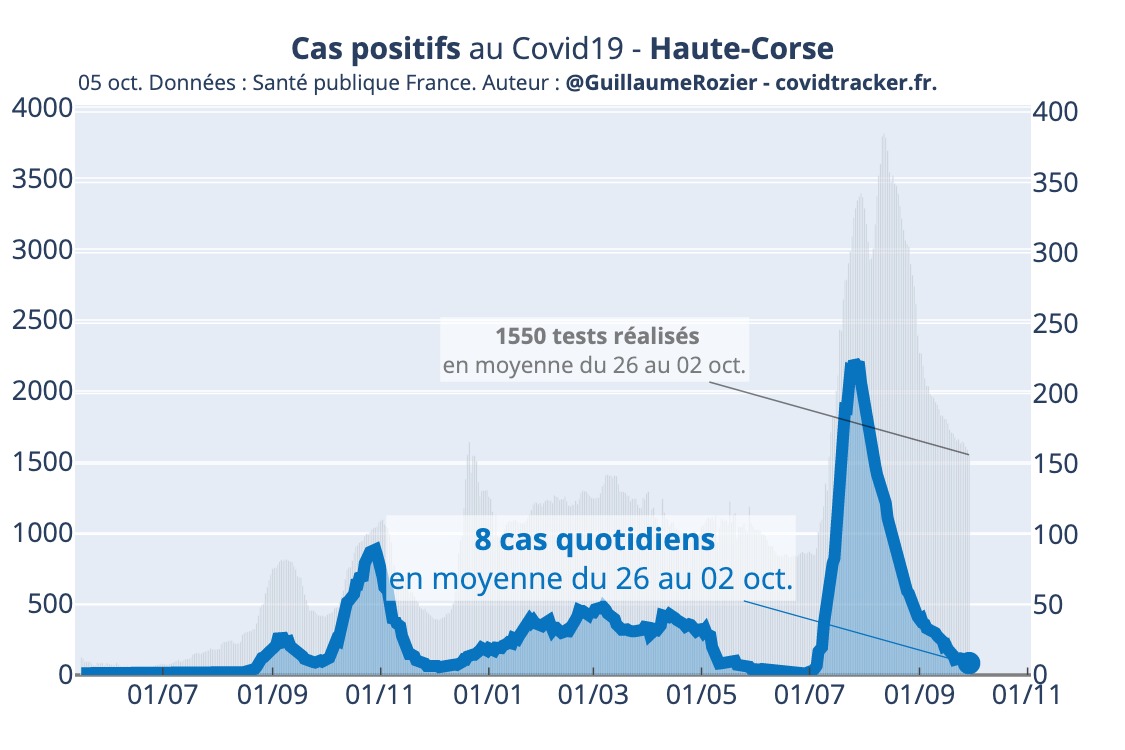 Cas positifs au Covid19 - Haute-Corse
05 oct. Données : Santé publique France. Auteur : @GuillaumeRozier - covidtracker.fr.
4000
3500
3000
2500
2000
1500
1000
500
0
400
350
300
250
200
150
100
50
0
1550 tests réalisés
en moyenne du 26 au 02 oct.
8 cas quotidiens
en moyenne du 26 au 02 oct.
01/07 01/09 01/11 01/01 01/03 01/05 01/07 01/09 01/11